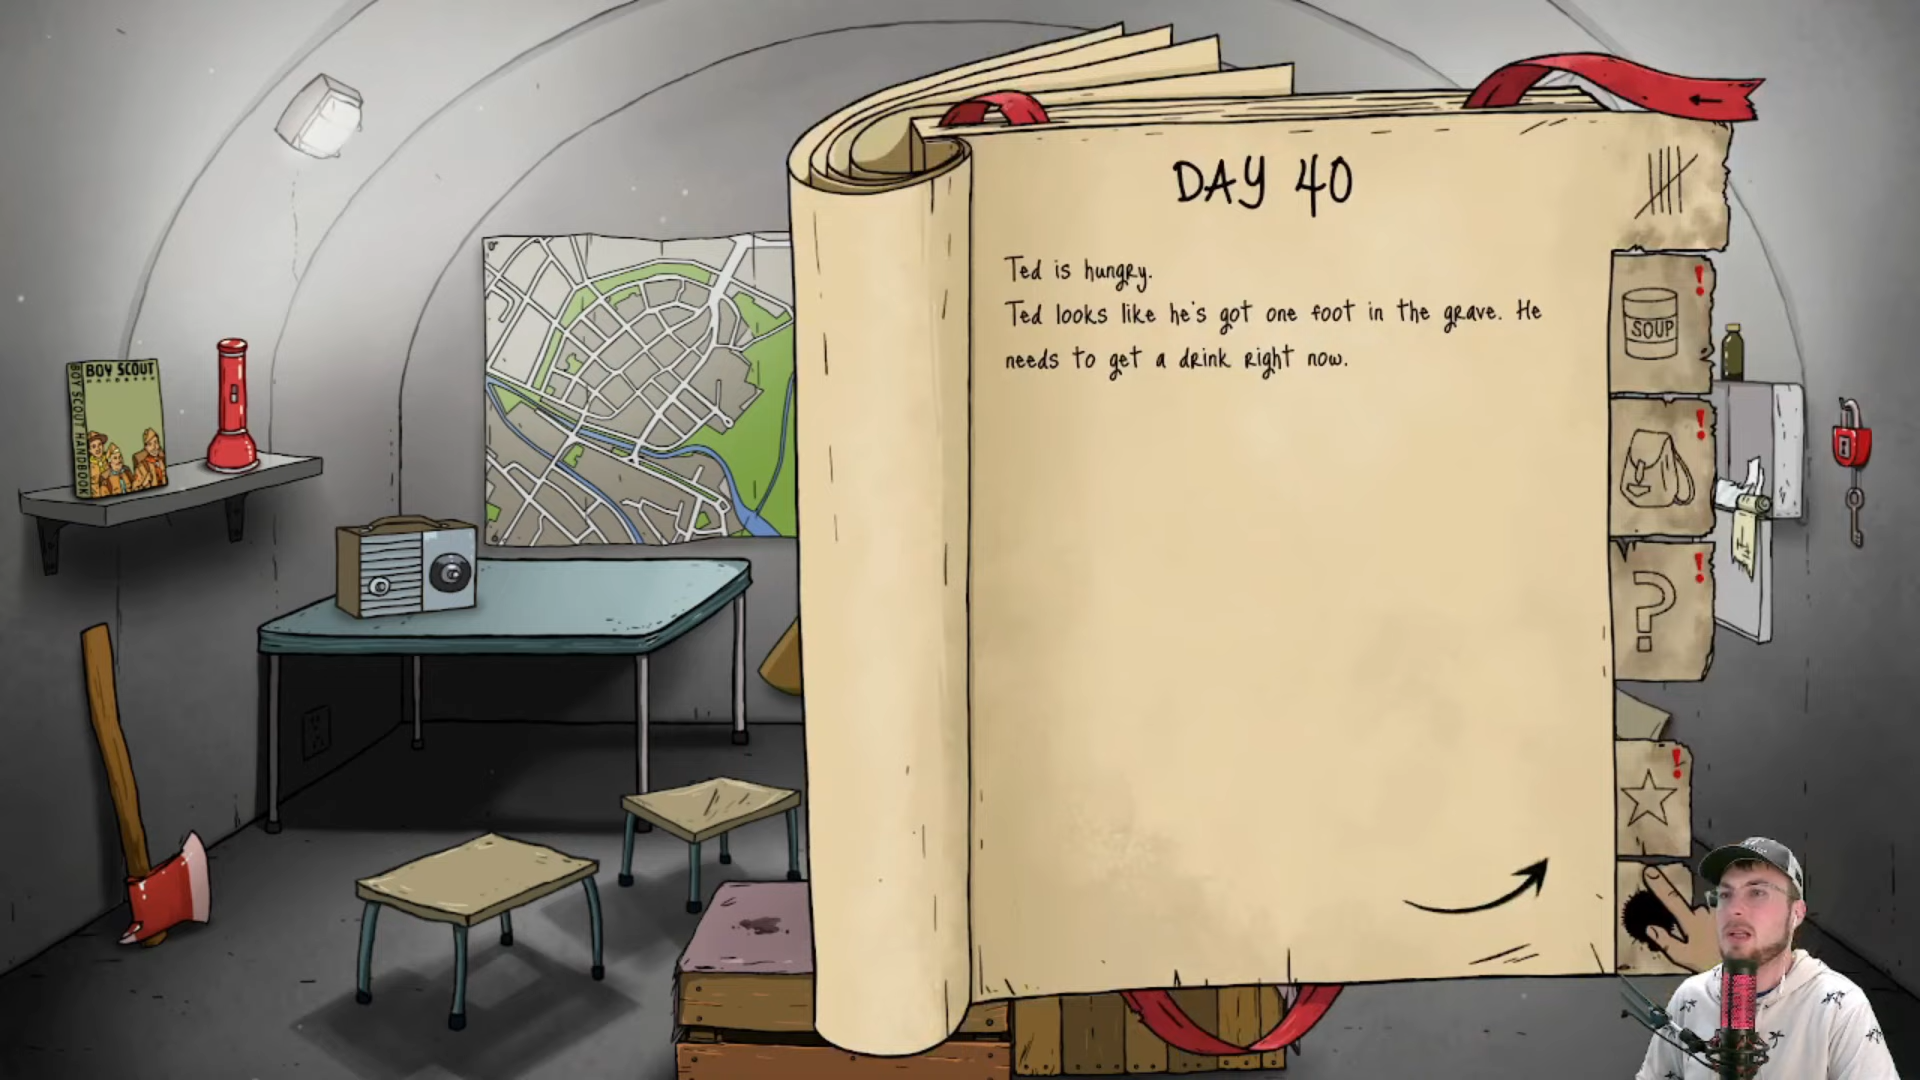 DAY 40
Ted is hungry.
Ted looks like he's got one foot in the grave. He
needs to get a drink right now.
SOUP
BOY SCOUT
HANDBOOK
BOY SCOUT HANDBOOK
?